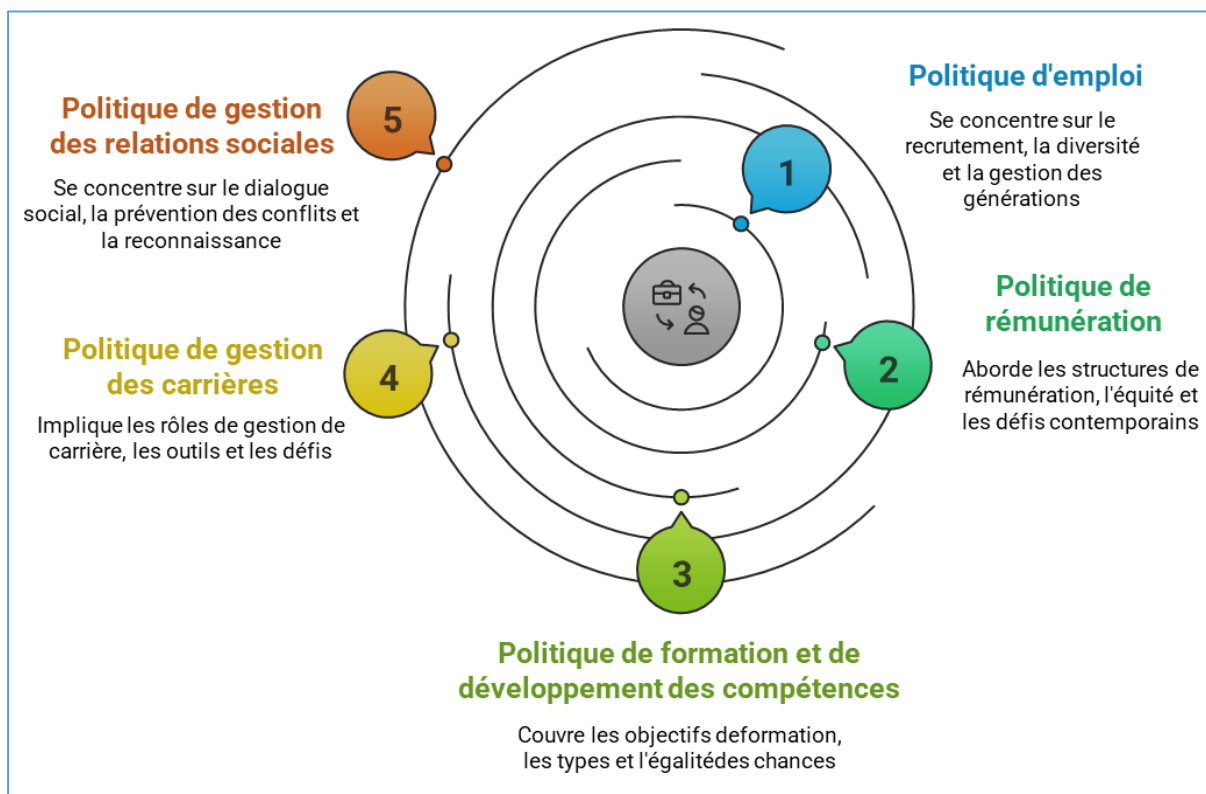 1
Politique d'emploi
Se concentre sur le
recrutement, la diversité
et la gestion des
générations
2
Politique de
rémunération
Aborde les structures de
rémunération, l'équité et
les défis contemporains
3
Politique de formation et de
développement des compétences
Couvre les objectifs deformation,
les types et l'égalitédes chances
4
Politique de gestion
des carrières
Implique les rôles de gestion de
carrière, les outils et les défis
5
Politique de gestion
des relations sociales
Se concentre sur le dialogue
social, la prévention des conflits et
la reconnaissance